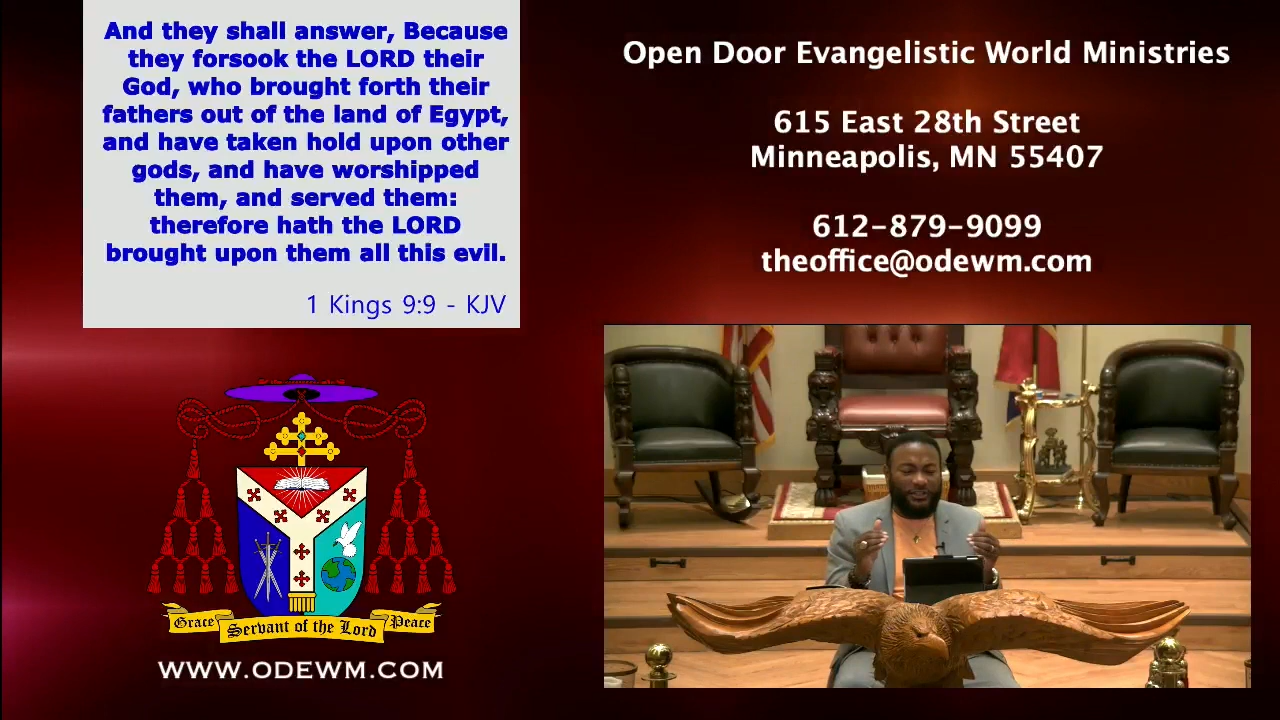 And they shall answer, Because
they forsook the LORD their
God, who brought forth their
fathers out of the land of Egypt,
and have taken hold upon other
gods, and have worshipped
them, and served them:
therefore hath the LORD
brought upon them all this evil.
1 Kings 9:9 - KJV
Open Door Evangelistic World Ministries
615 East 28th Street
Minneapolis, MN 55407
612-879-9099
theoffice@odewm.com
Grace Servant of the Lord Peace
WWW.ODEWM.COM